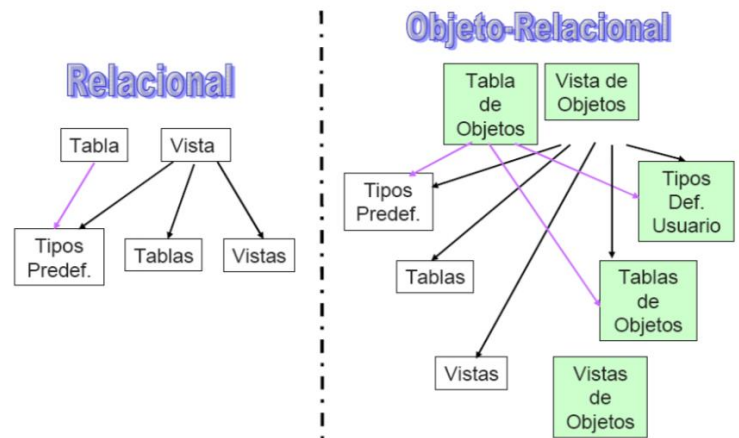 Relacional
Tabla
Vista
Tipos
Predef.
Tablas
Vistas
Objeto-Relacional
Tabla
de
Objetos
Vista de
Objetos
Tipos
Predef.
Tipos
Def.
Usuario
Tablas
Tablas
de
Objetos
Vistas
Vistas
de
Objetos